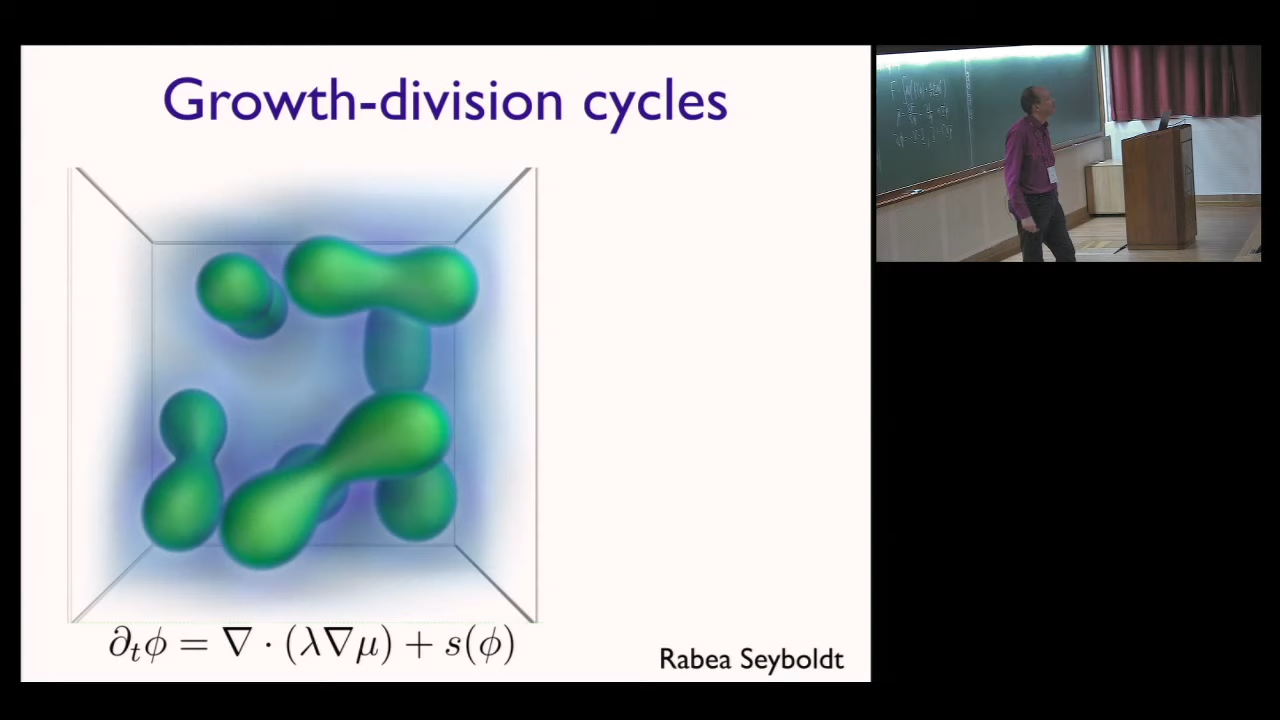 Growth-division cycles
∂ₜϕ = ∇ · (λ∇μ) + s(ϕ)
Rabea Seyboldt